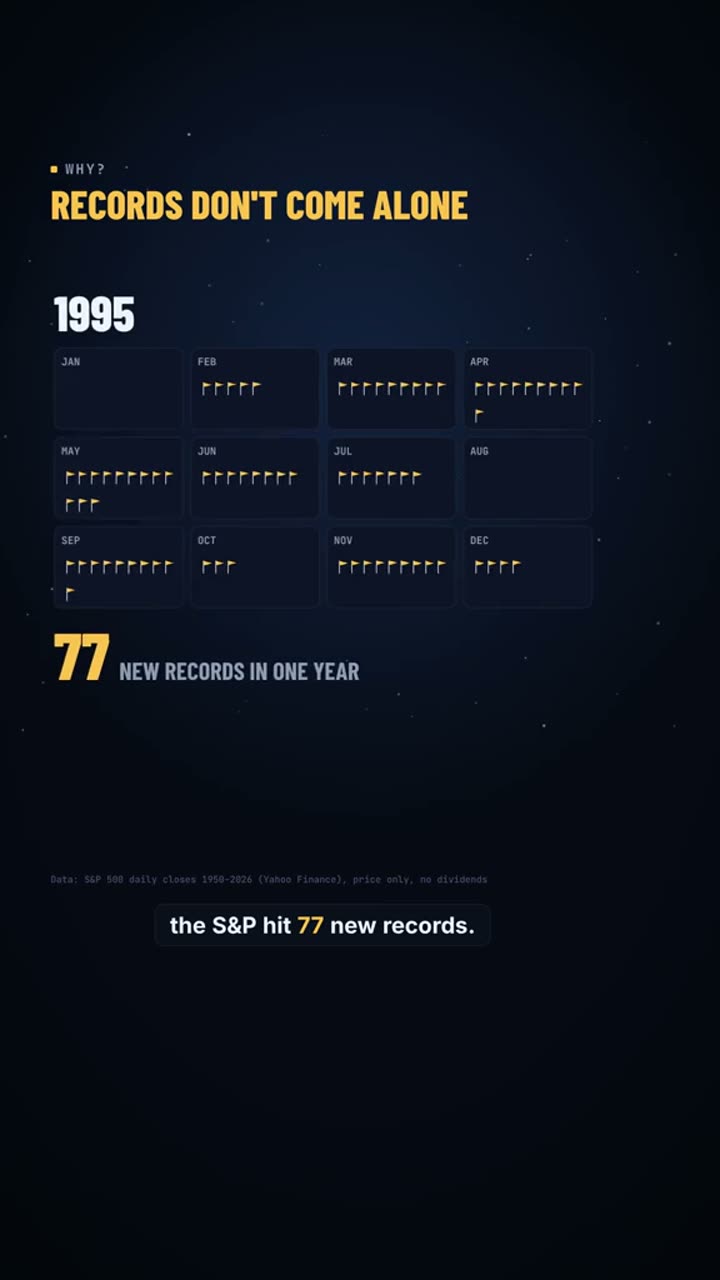 WHY?
RECORDS DON'T COME ALONE
1995
JAN
FEB
MAR
APR
MAY
JUN
JUL
AUG
SEP
OCT
NOV
DEC
77 NEW RECORDS IN ONE YEAR
Data: S&P 500 daily closes 1950–2026 (Yahoo Finance), price only, no dividends
the S&P hit 77 new records.